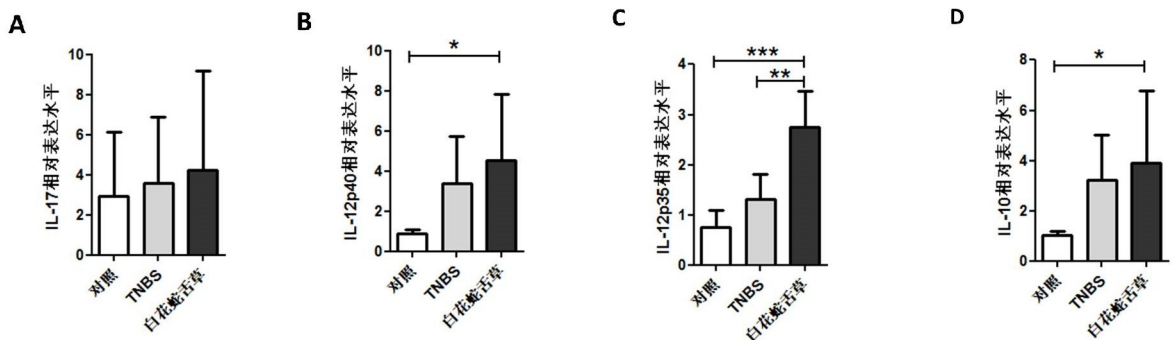 A
IL-17相对表达水平
10
8
6
4
2
0
对照
TNBS
白花蛇舌草
B
IL-12p40相对表达水平
10
8
6
4
2
0
*
对照
TNBS
白花蛇舌草
C
IL-12p35相对表达水平
4
3
2
1
0
***
**
对照
TNBS
白花蛇舌草
D
IL-10相对表达水平
8
6
4
2
0
*
对照
TNBS
白花蛇舌草